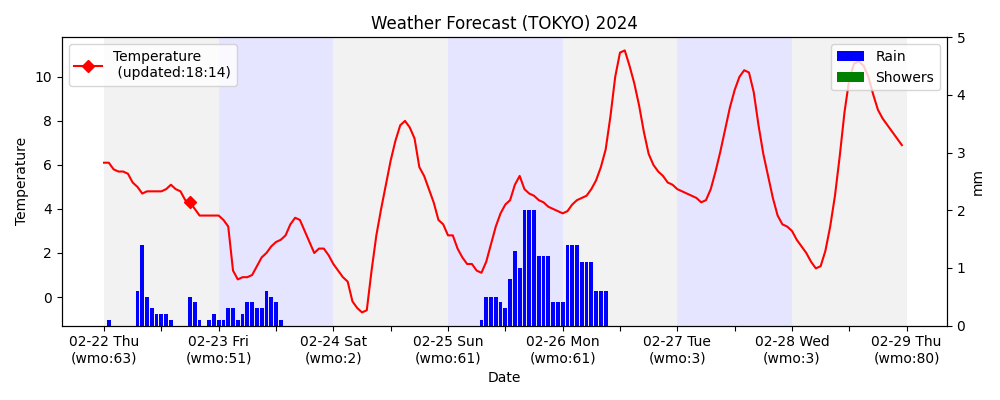 Weather Forecast (TOKYO) 2024
Temperature
(updated:18:14)
Rain
Showers
Temperature
10
8
6
4
2
0
5
4
3
2
1
0
mm
02-22 Thu
(wmo:63)
02-23 Fri
(wmo:51)
02-24 Sat
(wmo:2)
02-25 Sun
(wmo:61)
02-26 Mon
(wmo:61)
02-27 Tue
(wmo:3)
02-28 Wed
(wmo:3)
02-29 Thu
(wmo:80)
Date